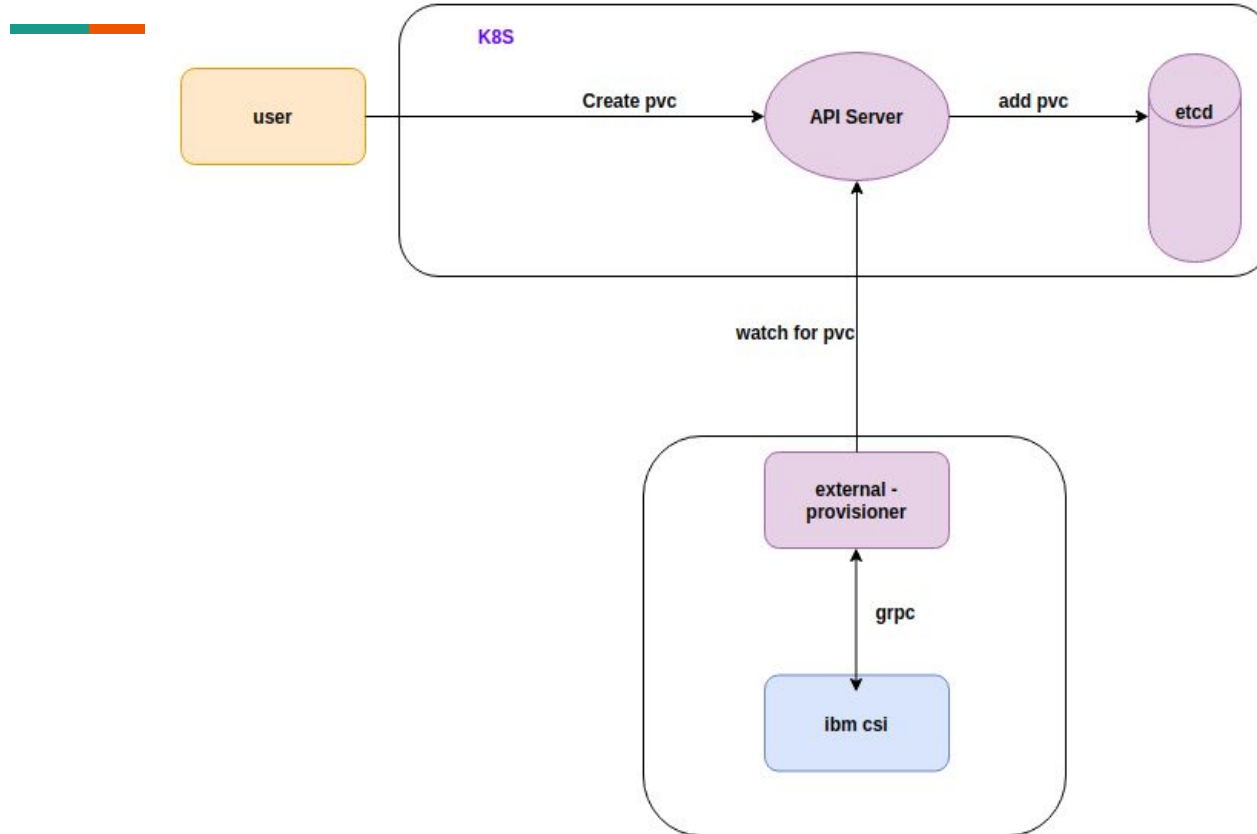 K8S
user
Create pvc
API Server
add pvc
etcd
watch for pvc
external -
provisioner
grpc
ibm csi